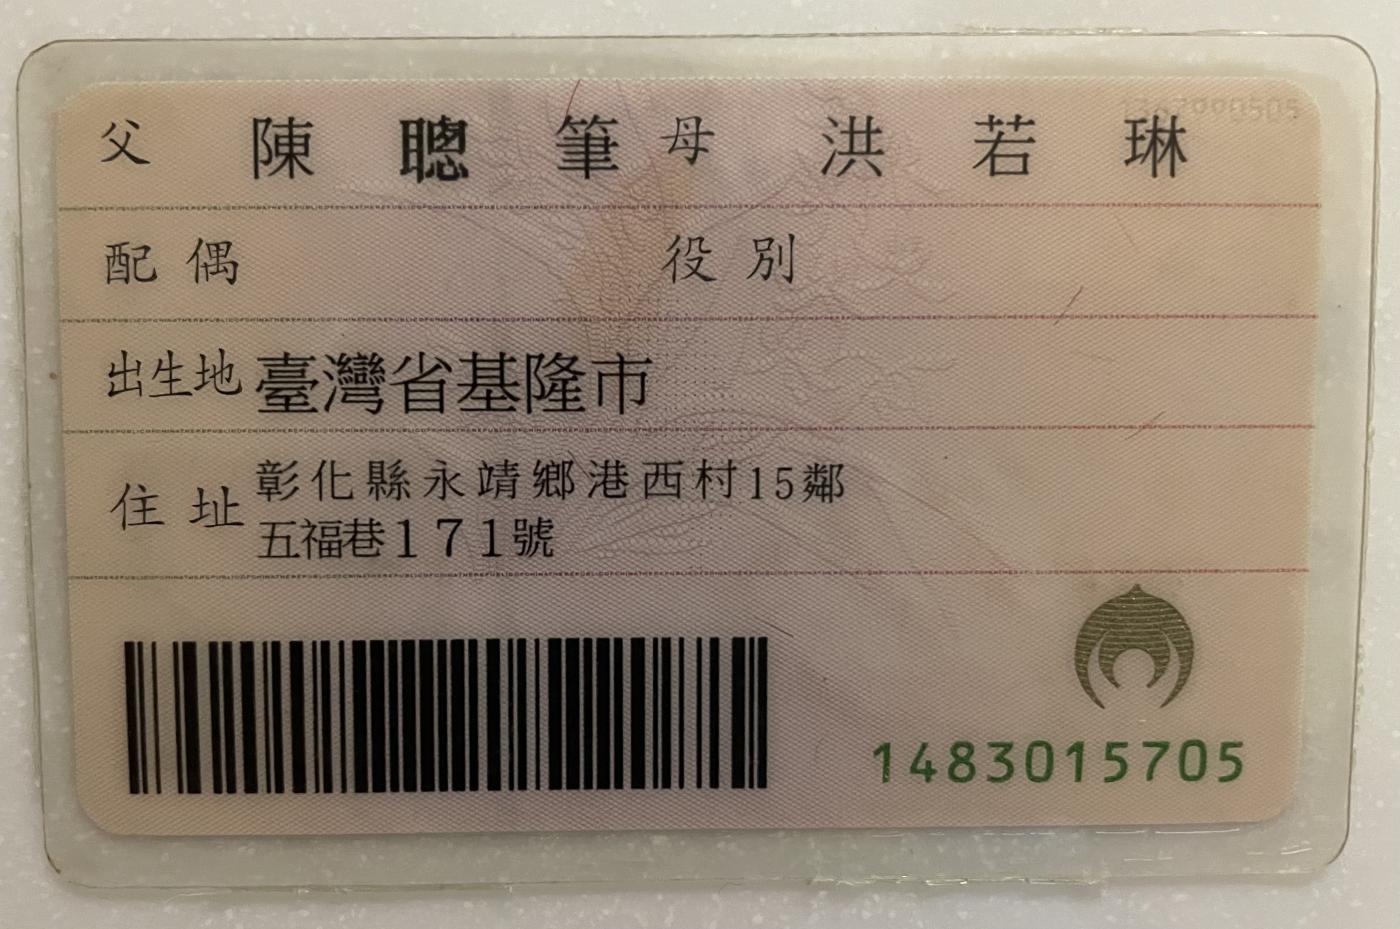 父 陳聰筆 母 洪若琳
配偶 役別
出生地 臺灣省基隆市
住址 彰化縣永靖鄉港西村15鄰
五福巷171號
1483015705